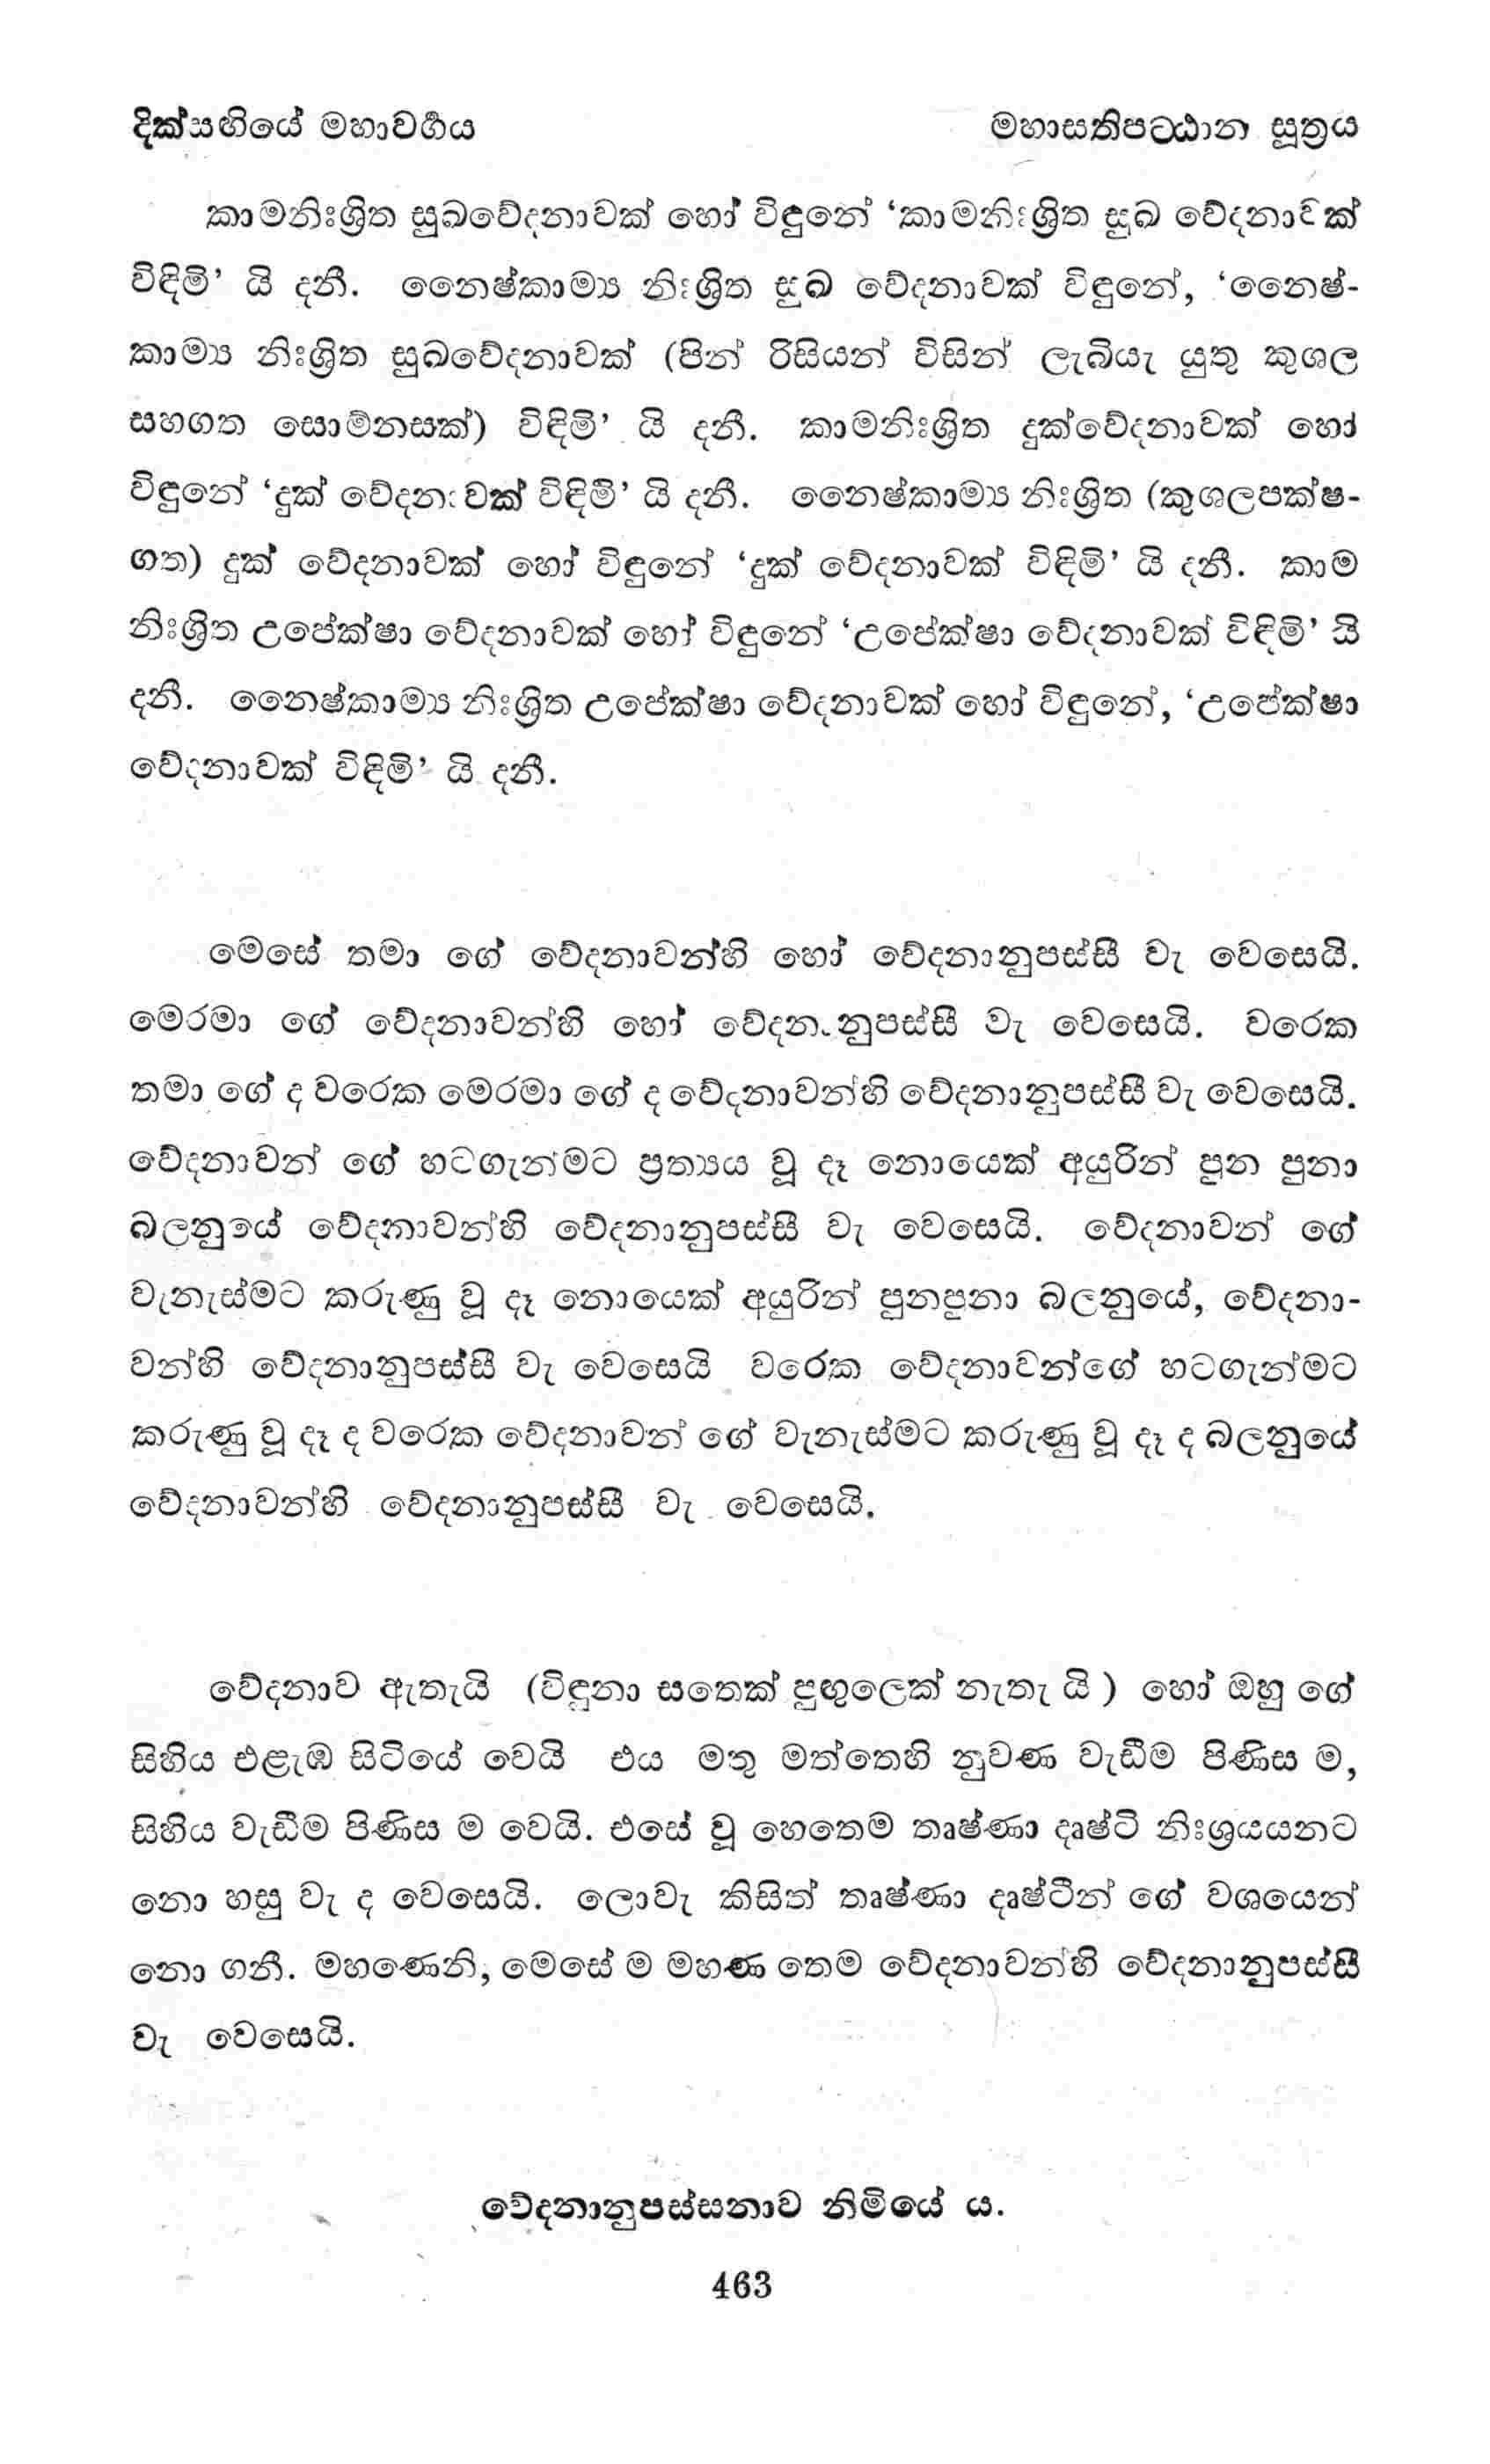 දික්සඟියේ මහාවර්‍ගය
මහාසතිපට්ඨාන සූත්‍රය
කාමනිඃශ්‍රිත සුඛවේදනාවක් හෝ විඳුනේ ‘කාමනිඃශ්‍රිත සුඛ වේදනාවක්
විඳිමි’ යි දනී. නෛෂ්කාම්‍ය නිඃශ්‍රිත සුඛ වේදනාවක් විඳුනේ, ‘නෛෂ්-
කාම්‍ය නිඃශ්‍රිත සුඛවේදනාවක් (පින් රිසියන් විසින් ලැබියැ යුතු කුශල
සහගත සොම්නසක්) විඳිමි’ යි දනී. කාමනිඃශ්‍රිත දුක්වේදනාවක් හෝ
විඳුනේ ‘දුක් වේදනාවක් විඳිමි’ යි දනී. නෛෂ්කාම්‍ය නිඃශ්‍රිත (කුශලපක්ෂ-
ගත) දුක් වේදනාවක් හෝ විඳුනේ ‘දුක් වේදනාවක් විඳිමි’ යි දනී. කාම
නිඃශ්‍රිත උපේක්ෂා වේදනාවක් හෝ විඳුනේ ‘උපේක්ෂා වේදනාවක් විඳිමි’ යි
දනී. නෛෂ්කාම්‍ය නිඃශ්‍රිත උපේක්ෂා වේදනාවක් හෝ විඳුනේ, ‘උපේක්ෂා
වේදනාවක් විඳිමි’ යි දනී.
මෙසේ තමා ගේ වේදනාවන්හි හෝ වේදනානුපස්සී වැ වෙසෙයි.
මෙරමා ගේ වේදනාවන්හි හෝ වේදනානුපස්සී වැ වෙසෙයි. වරෙක
තමා ගේ ද වරෙක මෙරමා ගේ ද වේදනාවන්හි වේදනානුපස්සී වැ වෙසෙයි.
වේදනාවන් ගේ හටගැන්මට ප්‍රත්‍යය වූ දෑ නොයෙක් අයුරින් පුන පුනා
බලනුයේ වේදනාවන්හි වේදනානුපස්සී වැ වෙසෙයි. වේදනාවන් ගේ
වැනැස්මට කරුණු වූ දෑ නොයෙක් අයුරින් පුනපුනා බලනුයේ, වේදනා-
වන්හි වේදනානුපස්සී වැ වෙසෙයි වරෙක වේදනාවන්ගේ හටගැන්මට
කරුණු වූ දෑ ද වරෙක වේදනාවන් ගේ වැනැස්මට කරුණු වූ දෑ ද බලනුයේ
වේදනාවන්හි වේදනානුපස්සී වැ වෙසෙයි.
වේදනාව ඇතැයි (විඳුනා සතෙක් පුඟුලෙක් නැතැ යි ) හෝ ඔහු ගේ
සිහිය එළැඹ සිටියේ වෙයි එය මතු මත්තෙහි නුවණ වැඩීම පිණිස ම,
සිහිය වැඩීම පිණිස ම වෙයි. එසේ වූ හෙතෙම තෘෂ්ණා දෘෂ්ටි නිඃශ්‍රයයනට
නො හසු වැ ද වෙසෙයි. ලොවැ කිසිත් තෘෂ්ණා දෘෂ්ටීන් ගේ වශයෙන්
නො ගනී. මහණෙනි, මෙසේ ම මහණ තෙම වේදනාවන්හි වේදනානුපස්සී
වැ වෙසෙයි.
වේදනානුපස්සනාව නිමියේ ය.
463